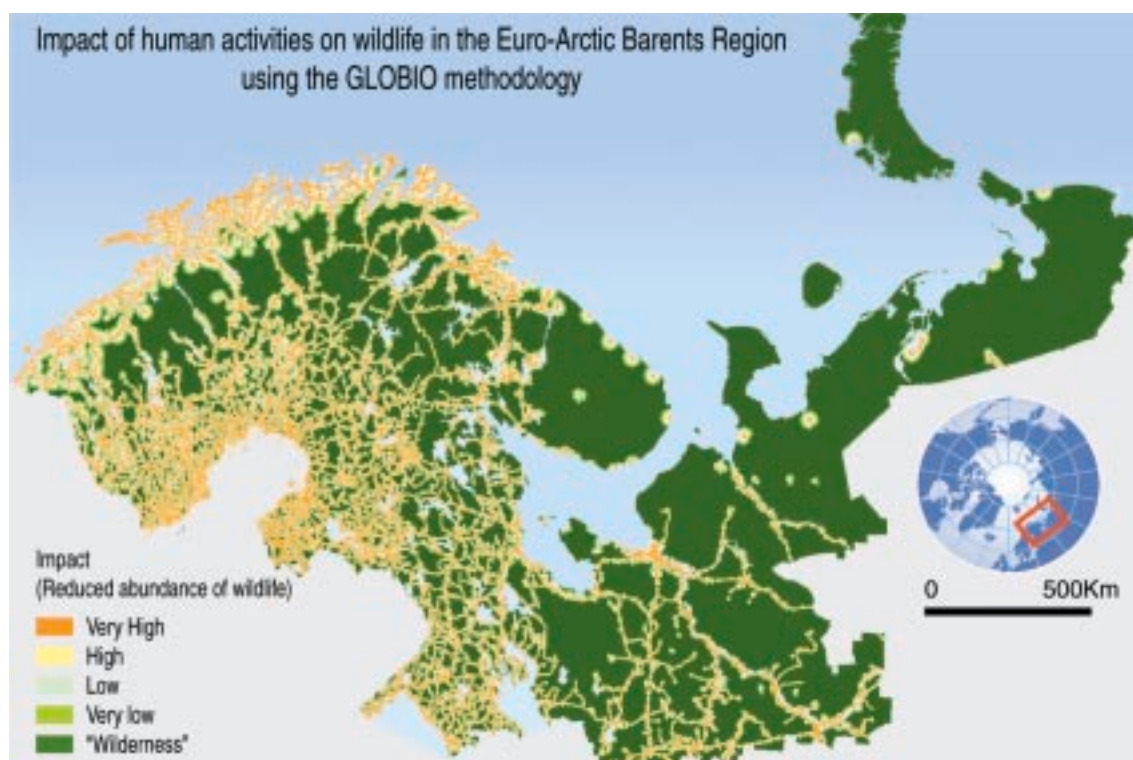 Impact of human activities on wildlife in the Euro-Arctic Barents Region
using the GLOBIO methodology
Impact
(Reduced abundance of wildlife)
Very High
High
Low
Very low
"Wilderness"
0 500Km